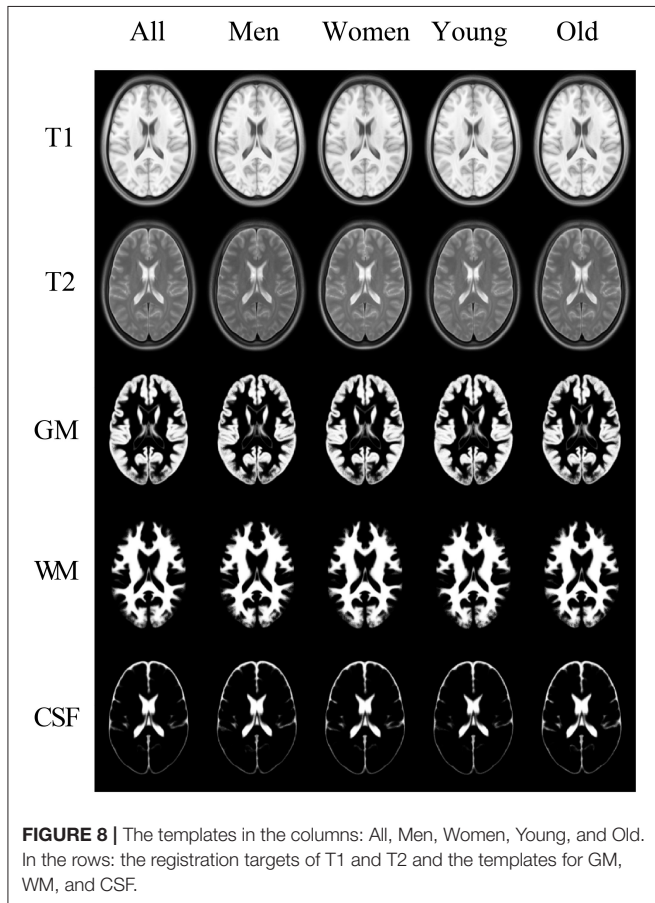 All Men Women Young Old
T1
T2
GM
WM
CSF
FIGURE 8 | The templates in the columns: All, Men, Women, Young, and Old.
In the rows: the registration targets of T1 and T2 and the templates for GM,
WM, and CSF.